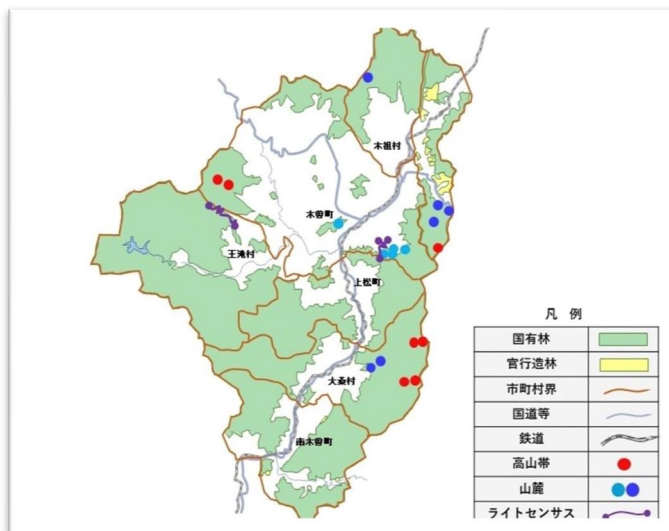 木祖村
木曽町
王滝村
上松町
大桑村
南木曽町
凡 例
国有林
官行造林
市町村界
国道等
鉄道
高山帯
山麓
ライトセンサス